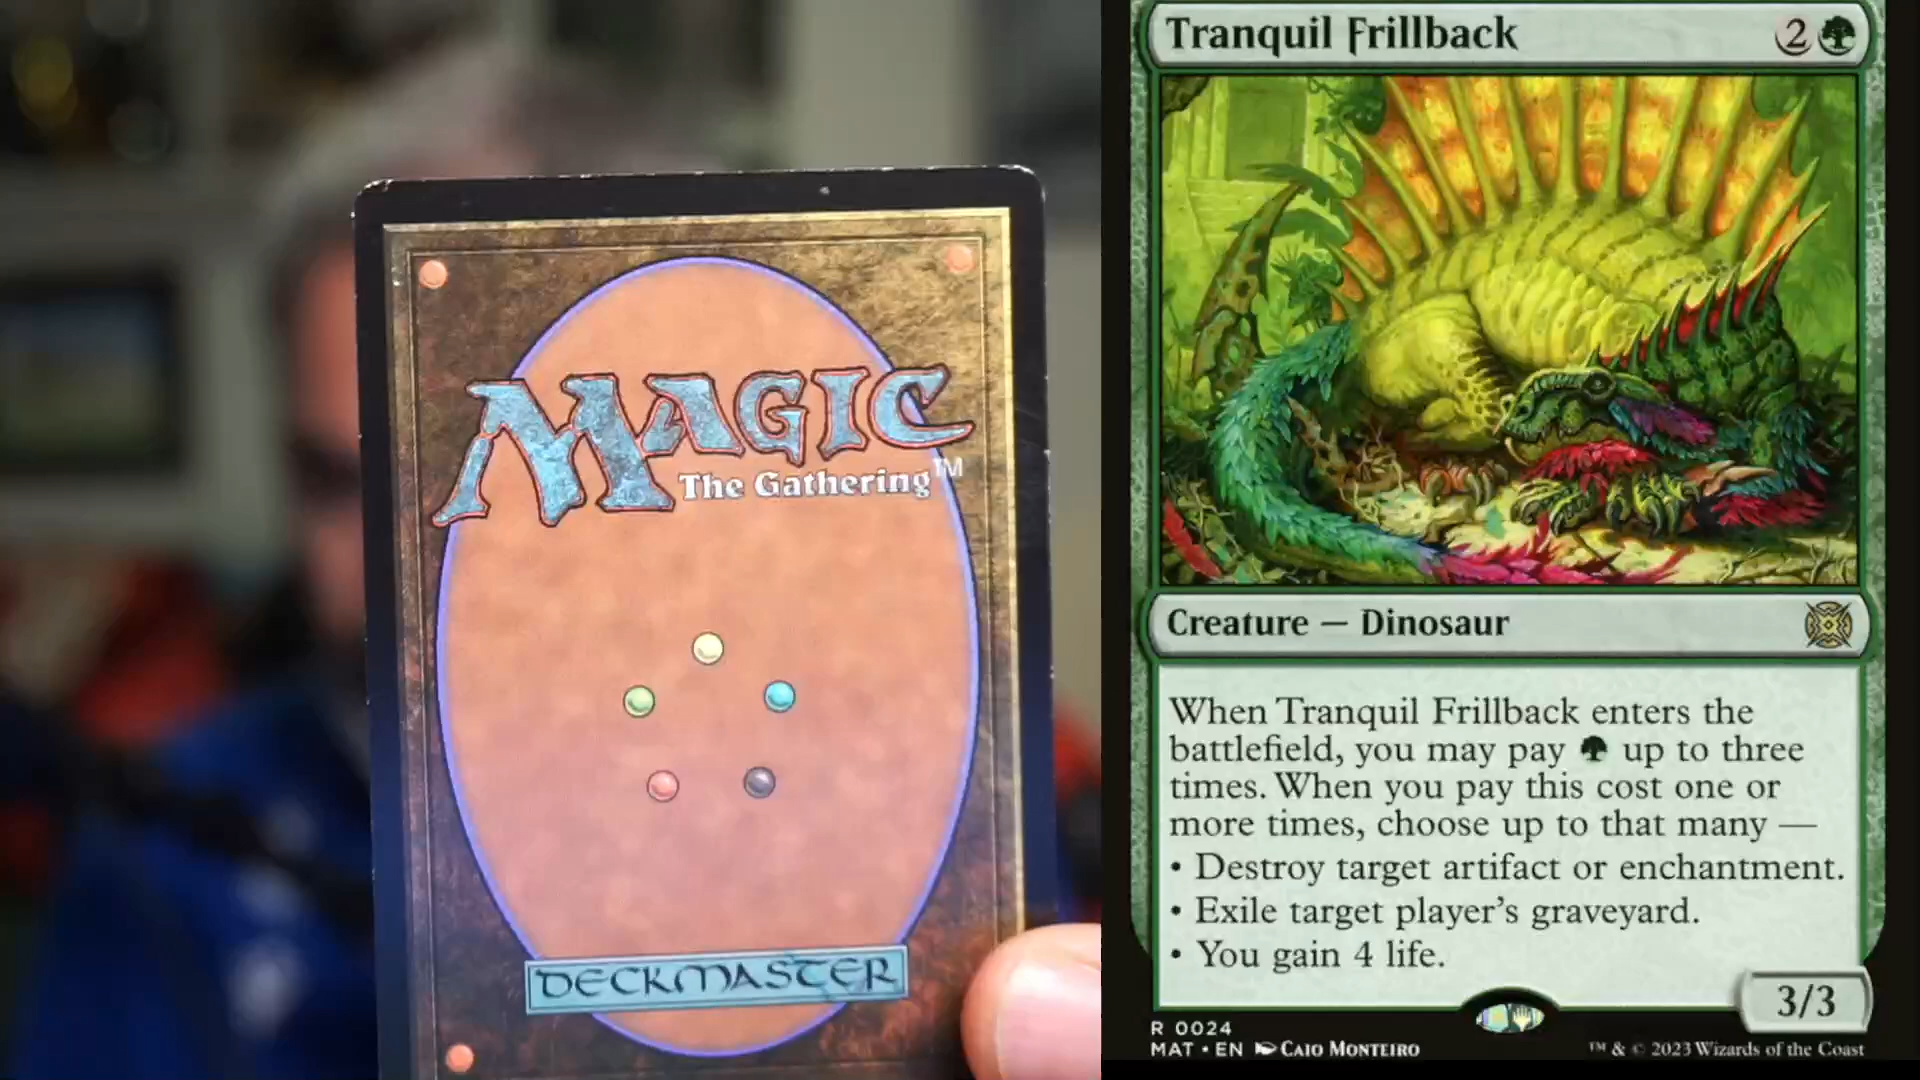 MAGIC
The Gathering™
DECKMASTER
Tranquil Frillback
2
Creature — Dinosaur
When Tranquil Frillback enters the
battlefield, you may pay up to three
times. When you pay this cost one or
more times, choose up to that many —
• Destroy target artifact or enchantment.
• Exile target player's graveyard.
• You gain 4 life.
3/3
R 0024
MAT • EN CAIO MONTEIRO
™ & © 2023 Wizards of the Coast